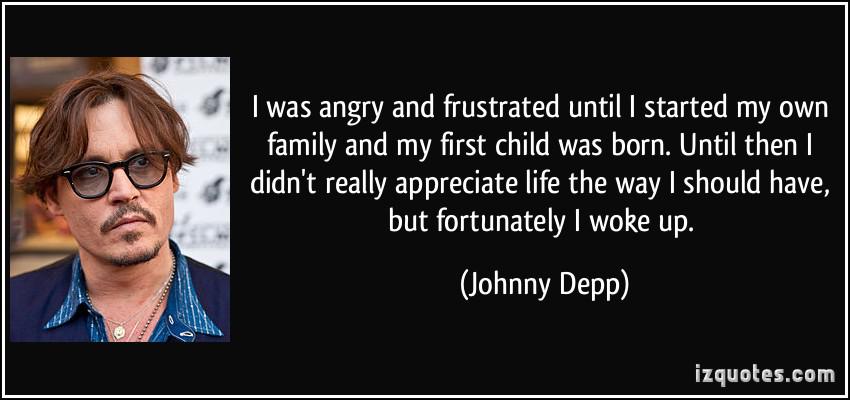 I was angry and frustrated until I started my own
family and my first child was born. Until then I
didn't really appreciate life the way I should have,
but fortunately I woke up.
(Johnny Depp)
izquotes.com